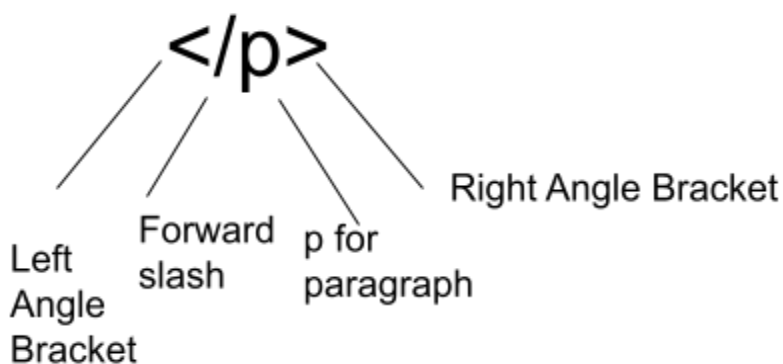 </p>
Left
Angle
Bracket
Forward
slash
p for
paragraph
Right Angle Bracket